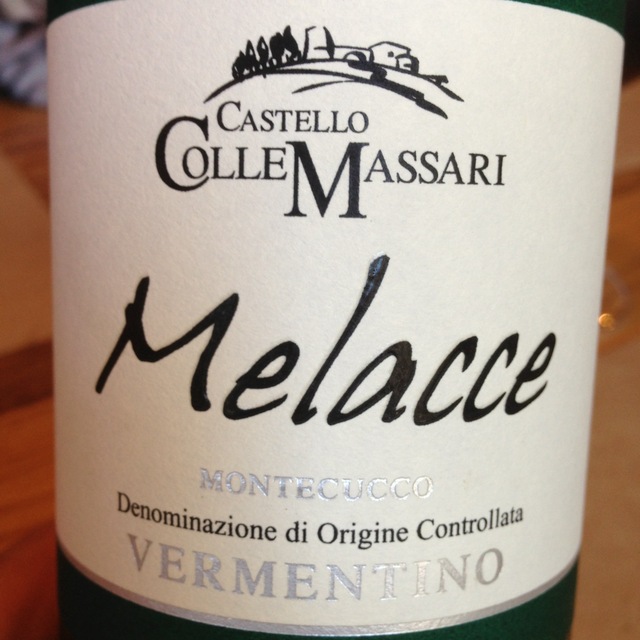 CASTELLO
COLLEMASSARI
Melacce
MONTECUCCO
Denominazione di Origine Controllata
VERMENTINO